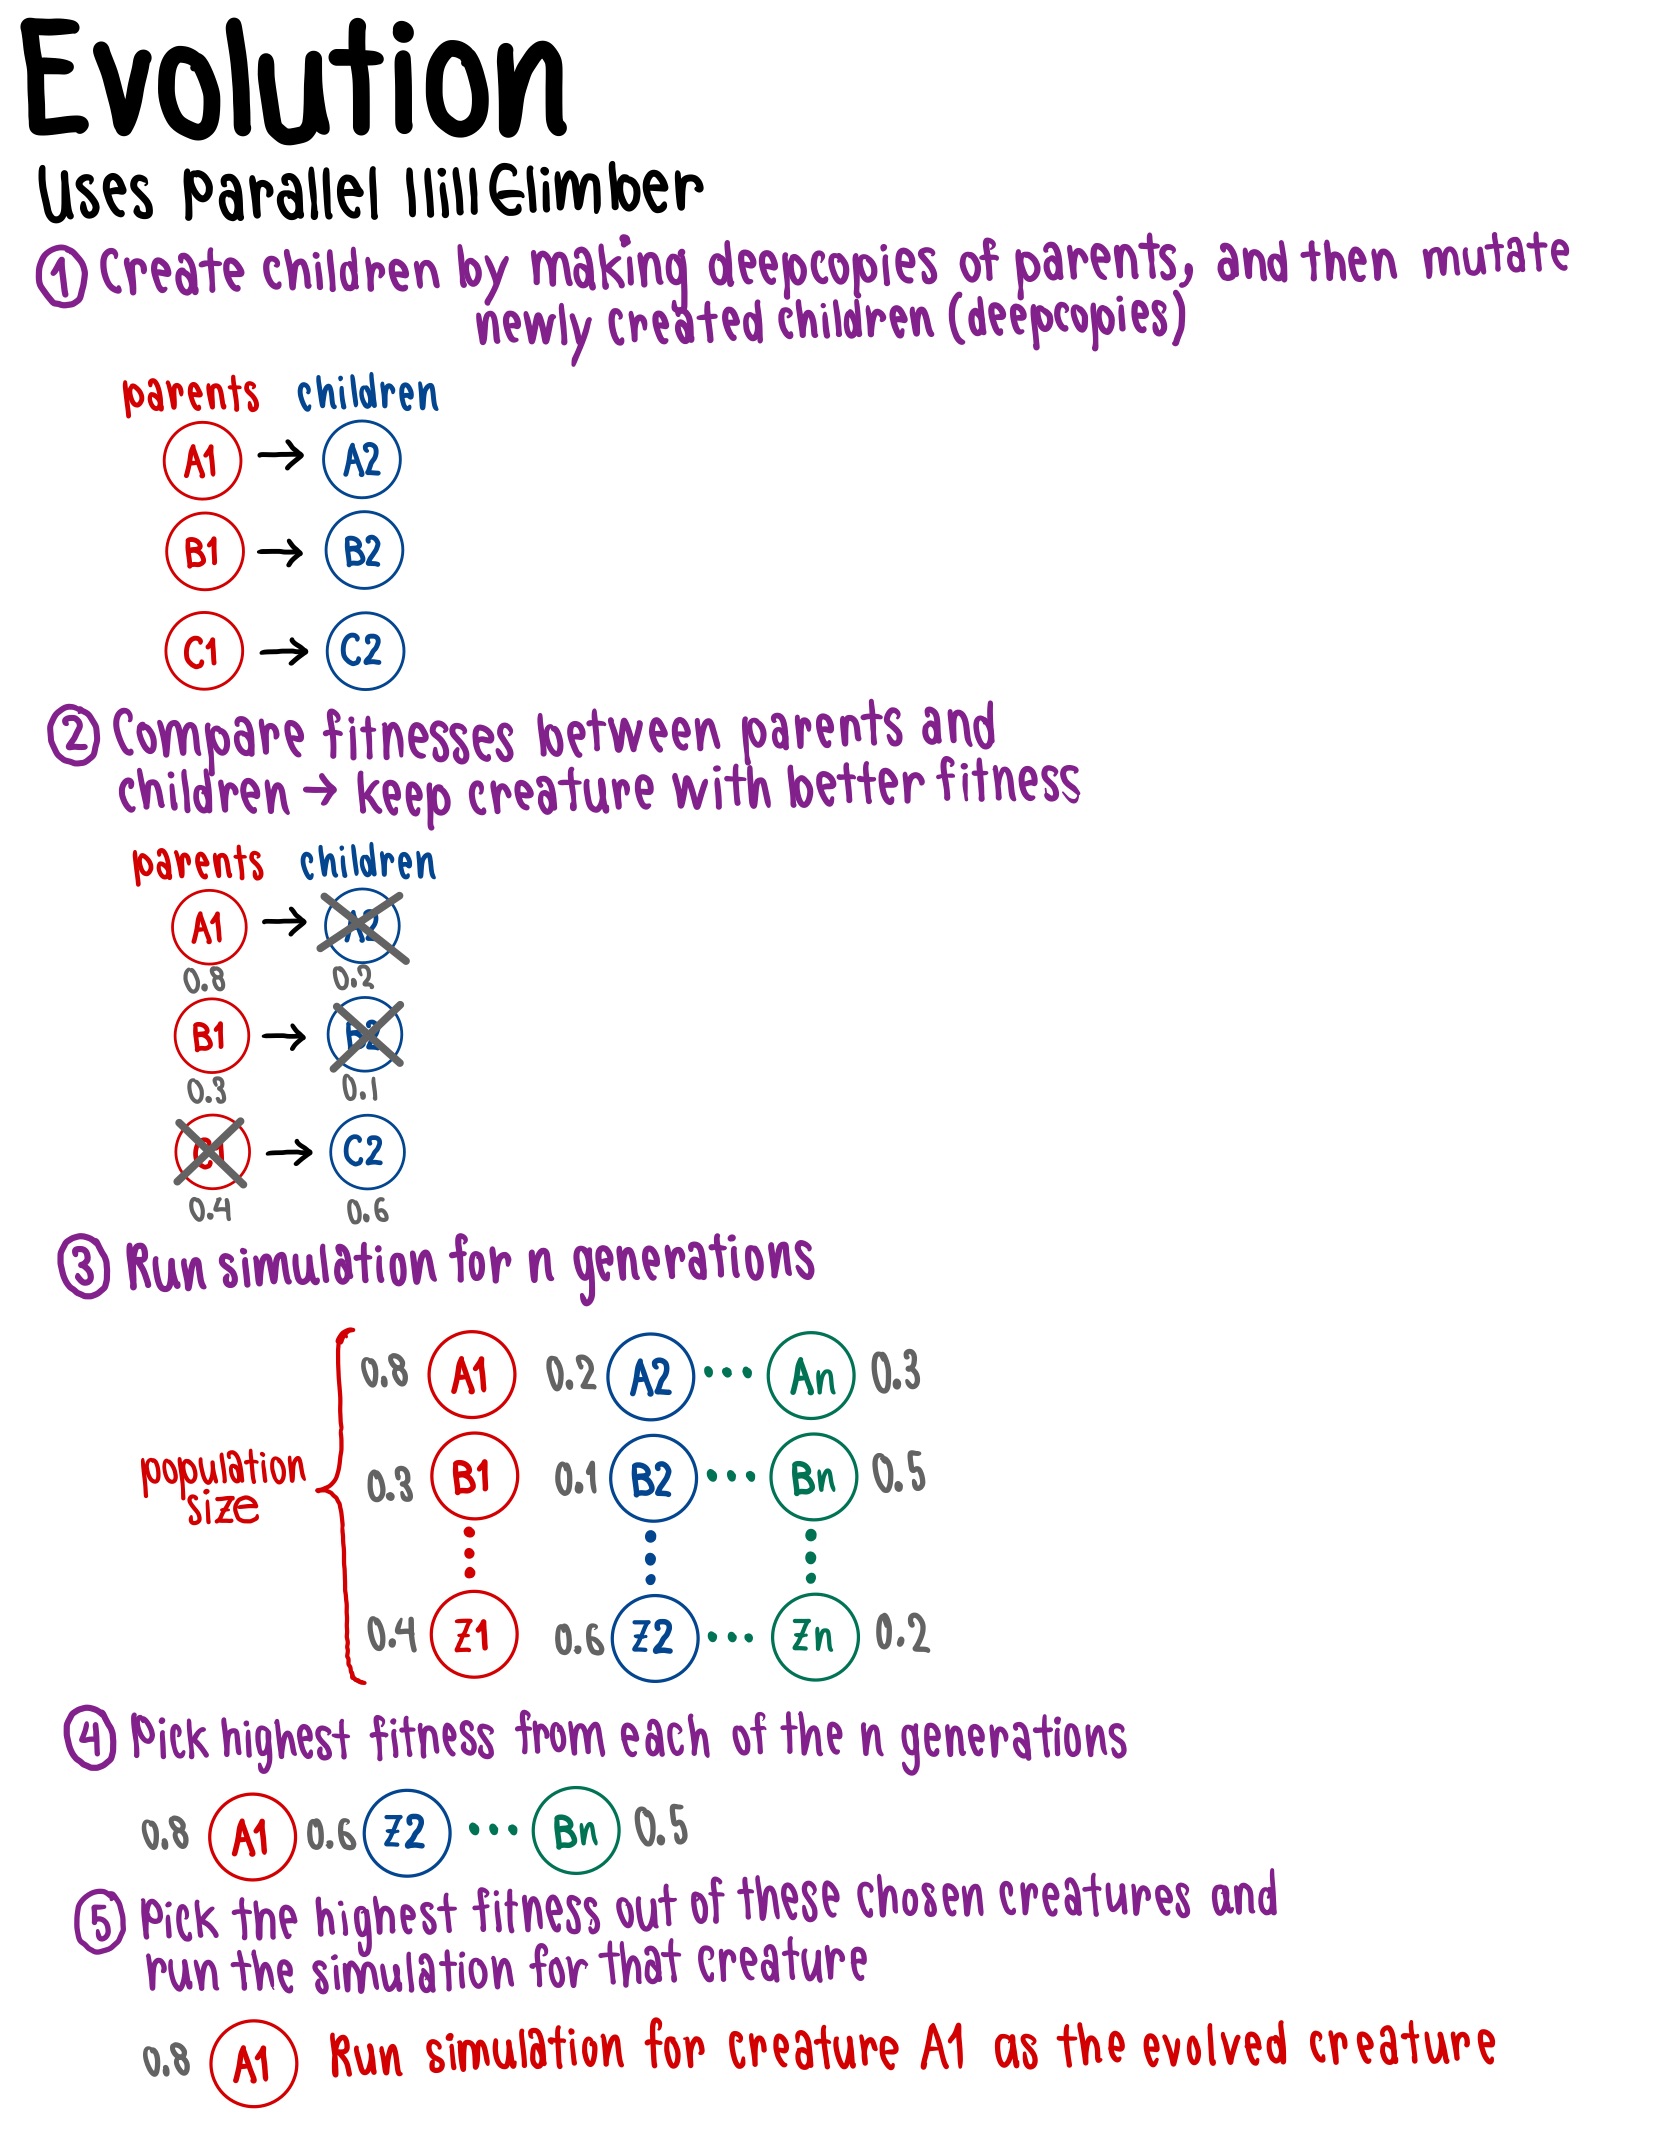 Evolution
Uses Parallel HillClimber
① Create children by making deepcopies of parents, and then mutate
newly created children (deepcopies)
parents children
A1 → A2
B1 → B2
C1 → C2
② Compare fitnesses between parents and
children → keep creature with better fitness
parents children
A1 → A2
0.8 0.2
B1 → B2
0.3 0.1
C1 → C2
0.4 0.6
③ Run simulation for n generations
0.8 A1 0.2 A2 ... An 0.3
population
size
0.3 B1 0.1 B2 ... Bn 0.5
0.4 Z1 0.6 Z2 ... Zn 0.2
④ Pick highest fitness from each of the n generations
0.8 A1 0.6 Z2 ... Bn 0.5
⑤ Pick the highest fitness out of these chosen creatures and
run the simulation for that creature
0.8 A1 Run simulation for creature A1 as the evolved creature